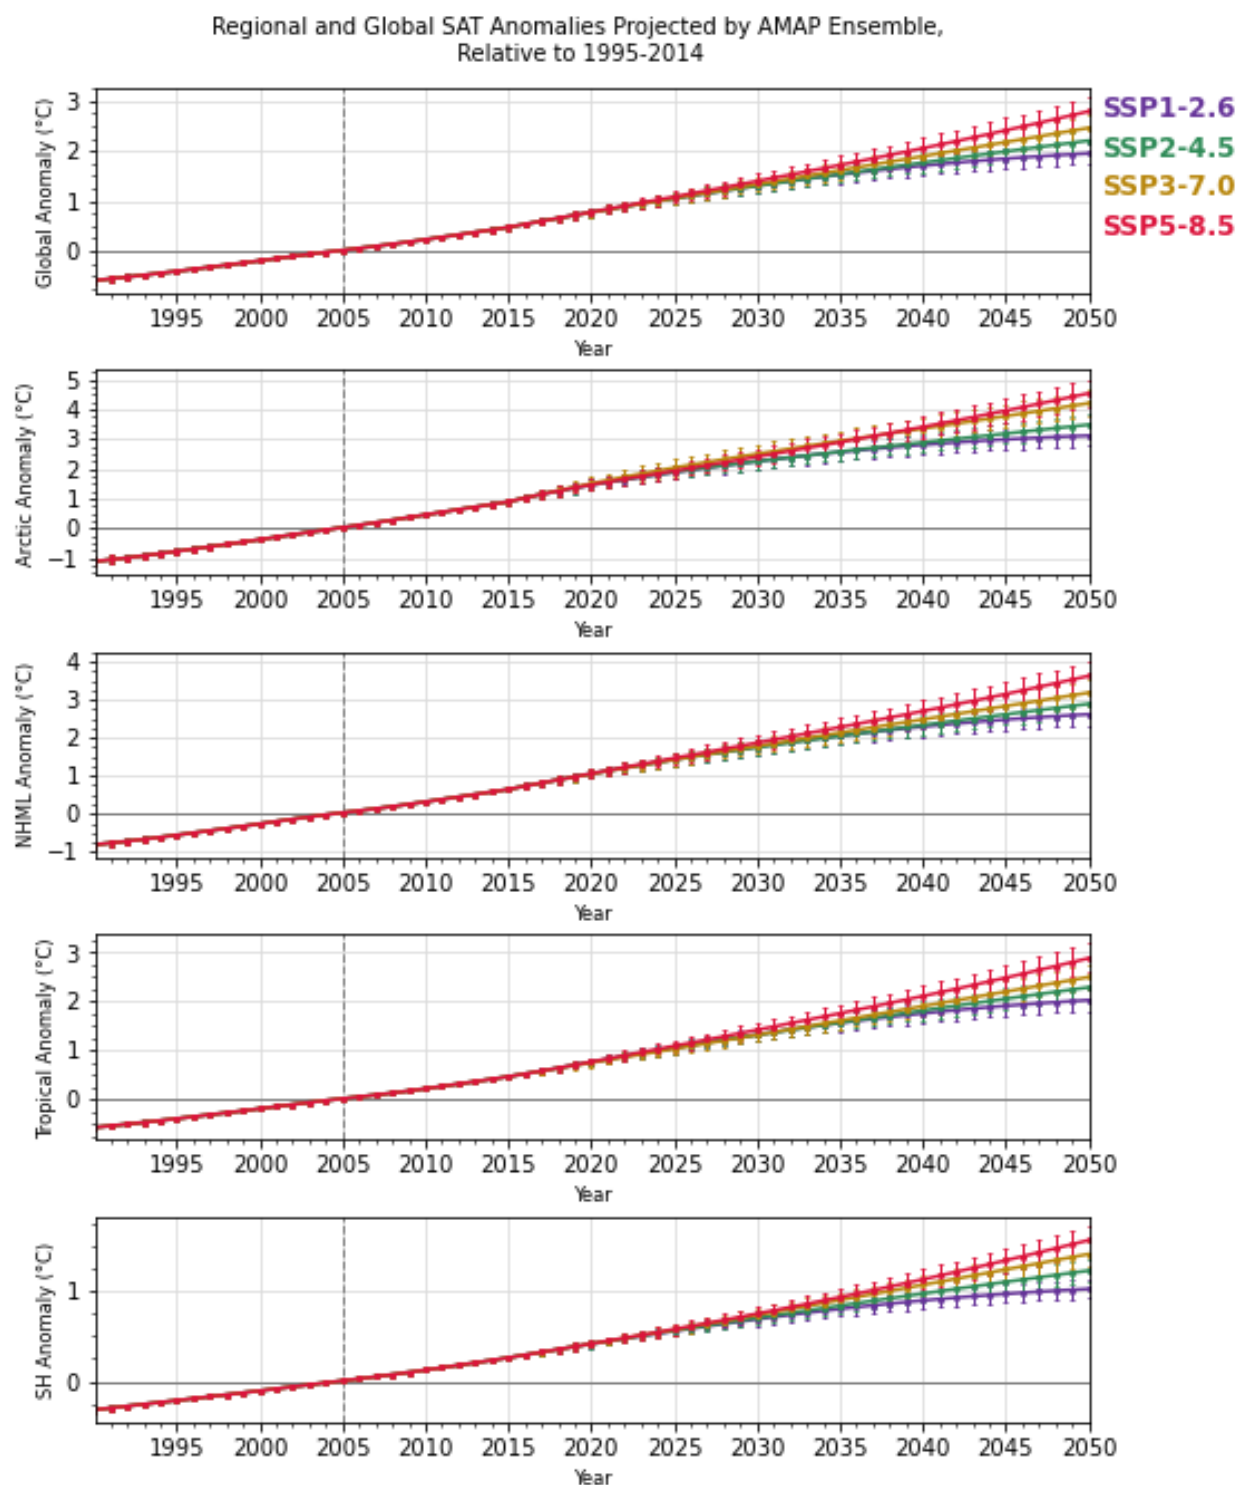 Regional and Global SAT Anomalies Projected by AMAP Ensemble,
Relative to 1995-2014
SSP1-2.6
SSP2-4.5
SSP3-7.0
SSP5-8.5
Global Anomaly (°C)
3
2
1
0
1995 2000 2005 2010 2015 2020 2025 2030 2035 2040 2045 2050
Year
Arctic Anomaly (°C)
5
4
3
2
1
0
−1
1995 2000 2005 2010 2015 2020 2025 2030 2035 2040 2045 2050
Year
NHML Anomaly (°C)
4
3
2
1
0
−1
1995 2000 2005 2010 2015 2020 2025 2030 2035 2040 2045 2050
Year
Tropical Anomaly (°C)
3
2
1
0
1995 2000 2005 2010 2015 2020 2025 2030 2035 2040 2045 2050
Year
SH Anomaly (°C)
1
0
1995 2000 2005 2010 2015 2020 2025 2030 2035 2040 2045 2050
Year